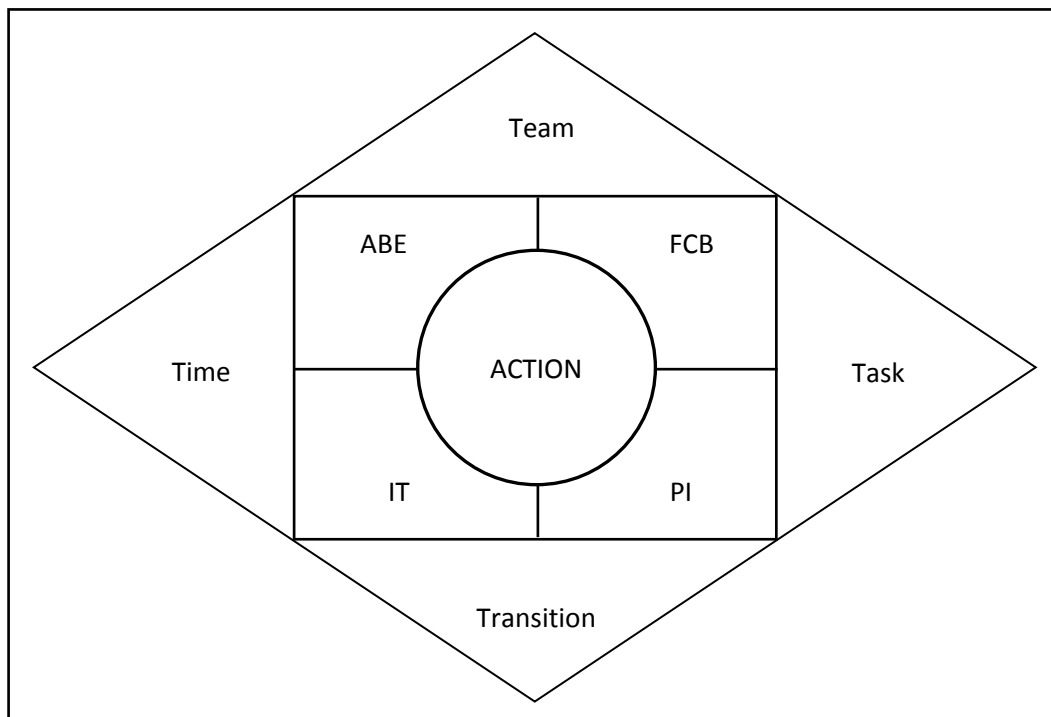 Team
ABE
FCB
Time
ACTION
Task
IT
PI
Transition